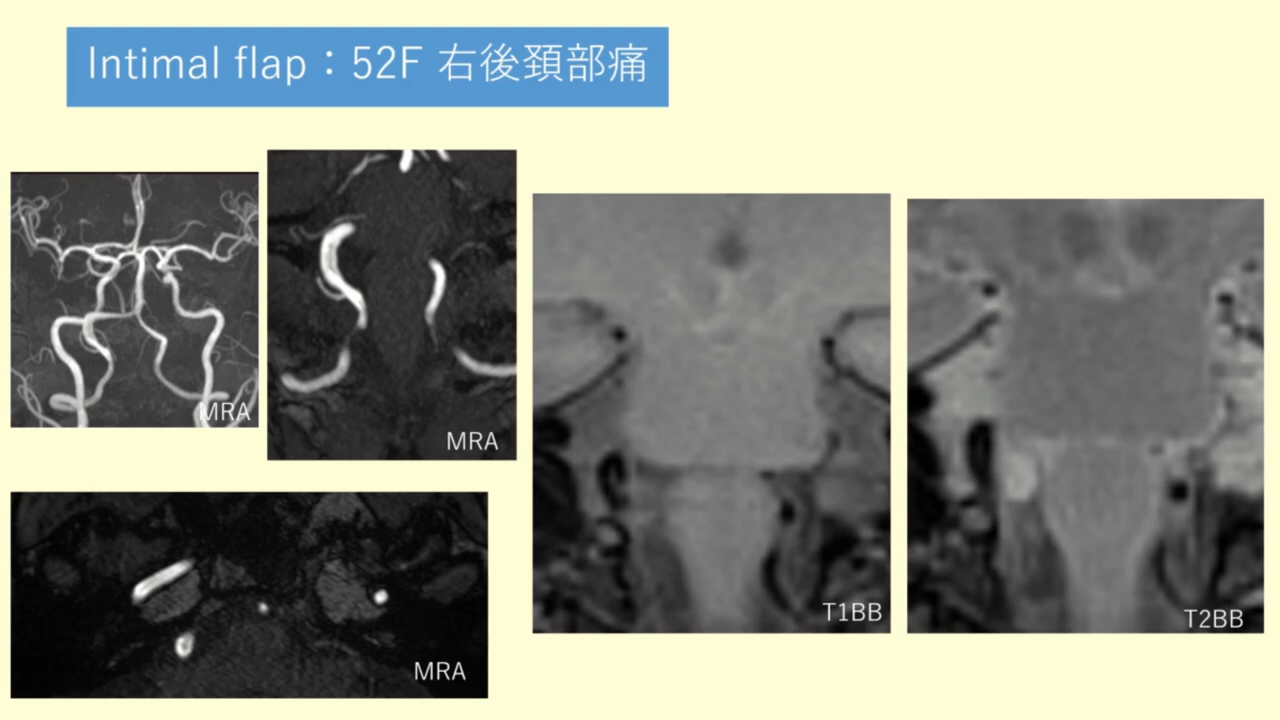 Intimal flap：52F 右後頚部痛
MRA
MRA
T1BB
T2BB
MRA